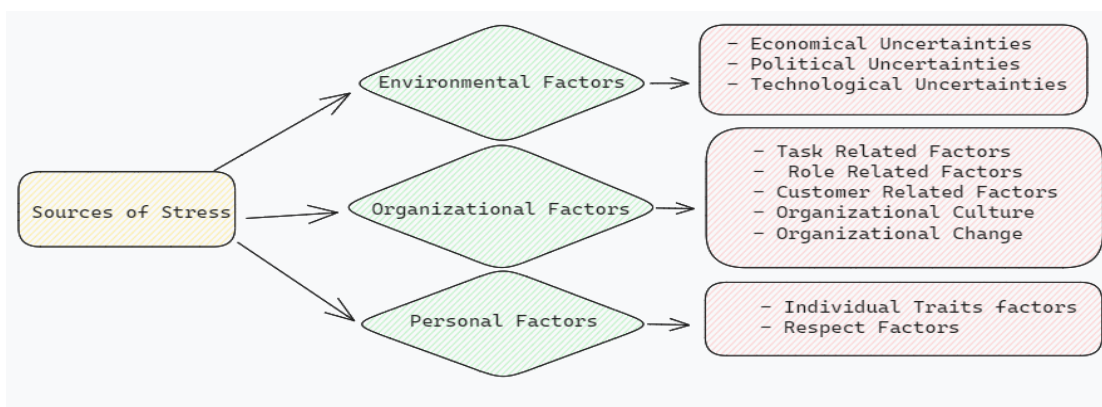 Sources of Stress
Environmental Factors
- Economical Uncertainties
- Political Uncertainties
- Technological Uncertainties
Organizational Factors
- Task Related Factors
- Role Related Factors
- Customer Related Factors
- Organizational Culture
- Organizational Change
Personal Factors
- Individual Traits factors
- Respect Factors